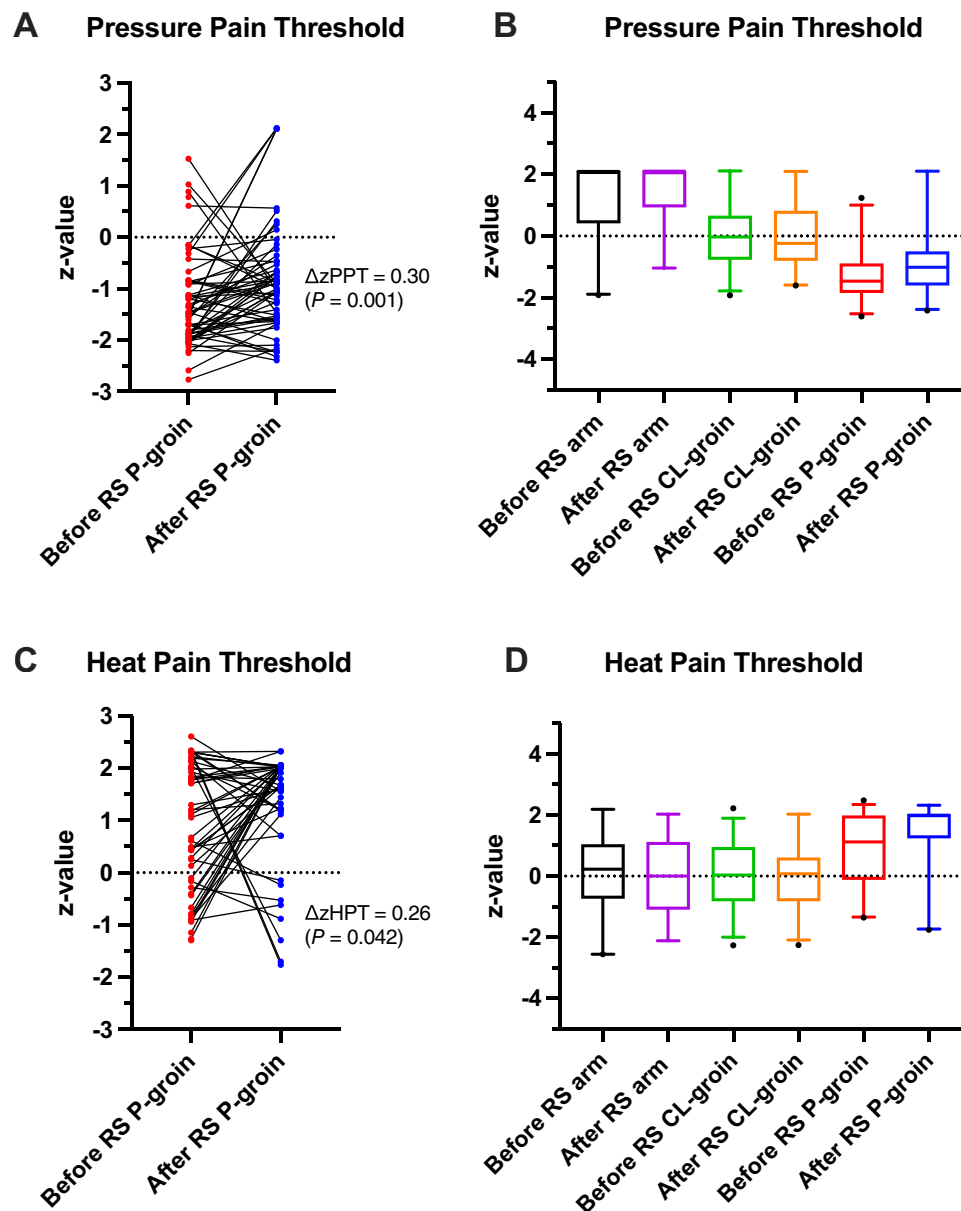 A Pressure Pain Threshold
z-value
3
2
1
0
-1
-2
-3
ΔzPPT = 0.30
(P = 0.001)
Before RS P-groin
After RS P-groin
B Pressure Pain Threshold
z-value
4
2
0
-2
-4
Before RS arm
After RS arm
Before RS CL-groin
After RS CL-groin
Before RS P-groin
After RS P-groin
C Heat Pain Threshold
z-value
3
2
1
0
-1
-2
-3
ΔzHPT = 0.26
(P = 0.042)
Before RS P-groin
After RS P-groin
D Heat Pain Threshold
z-value
4
2
0
-2
-4
Before RS arm
After RS arm
Before RS CL-groin
After RS CL-groin
Before RS P-groin
After RS P-groin